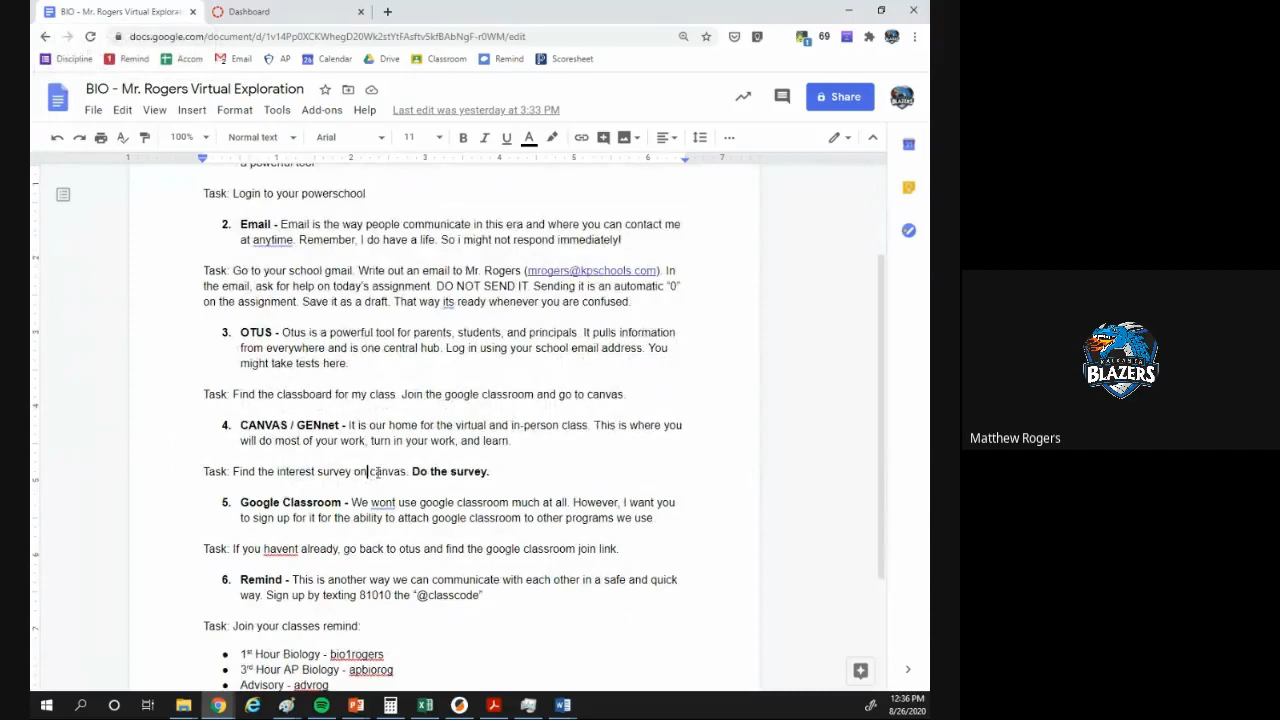 BIO - Mr. Rogers Virtual Explorat
Dashboard
docs.google.com/document/d/1v14Pp0XCKWhegD20Wk2stYtFAsftv5kfBAbNgF-r0WM/edit
69
1
Discipline
Remind
Accom
Email
AP
Calendar
Drive
Classroom
Remind
Scoresheet
BIO - Mr. Rogers Virtual Exploration
File Edit View Insert Format Tools Add-ons Help Last edit was yesterday at 3:33 PM
Share
100% Normal text Arial 11 B I U A
1 1 2 3 4 5 6 7
a powerful tool
Task: Login to your powerschool
2. Email - Email is the way people communicate in this era and where you can contact me
at anytime. Remember, I do have a life. So i might not respond immediately!
Task: Go to your school gmail. Write out an email to Mr. Rogers (mrogers@kpschools.com). In
the email, ask for help on today's assignment. DO NOT SEND IT. Sending it is an automatic "0"
on the assignment. Save it as a draft. That way its ready whenever you are confused.
3. OTUS - Otus is a powerful tool for parents, students, and principals. It pulls information
from everywhere and is one central hub. Log in using your school email address. You
might take tests here.
Task: Find the classboard for my class. Join the google classroom and go to canvas.
4. CANVAS / GENnet - It is our home for the virtual and in-person class. This is where you
will do most of your work, turn in your work, and learn.
Task: Find the interest survey on canvas. Do the survey.
5. Google Classroom - We wont use google classroom much at all. However, I want you
to sign up for it for the ability to attach google classroom to other programs we use
Task: If you havent already, go back to otus and find the google classroom join link.
6. Remind - This is another way we can communicate with each other in a safe and quick
way. Sign up by texting 81010 the "@classcode"
Task: Join your classes remind:
1st Hour Biology - bio1rogers
3rd Hour AP Biology - apbiorog
Advisory - advrog
12:36 PM
8/26/2020
KALKASKA
BLAZERS
Matthew Rogers